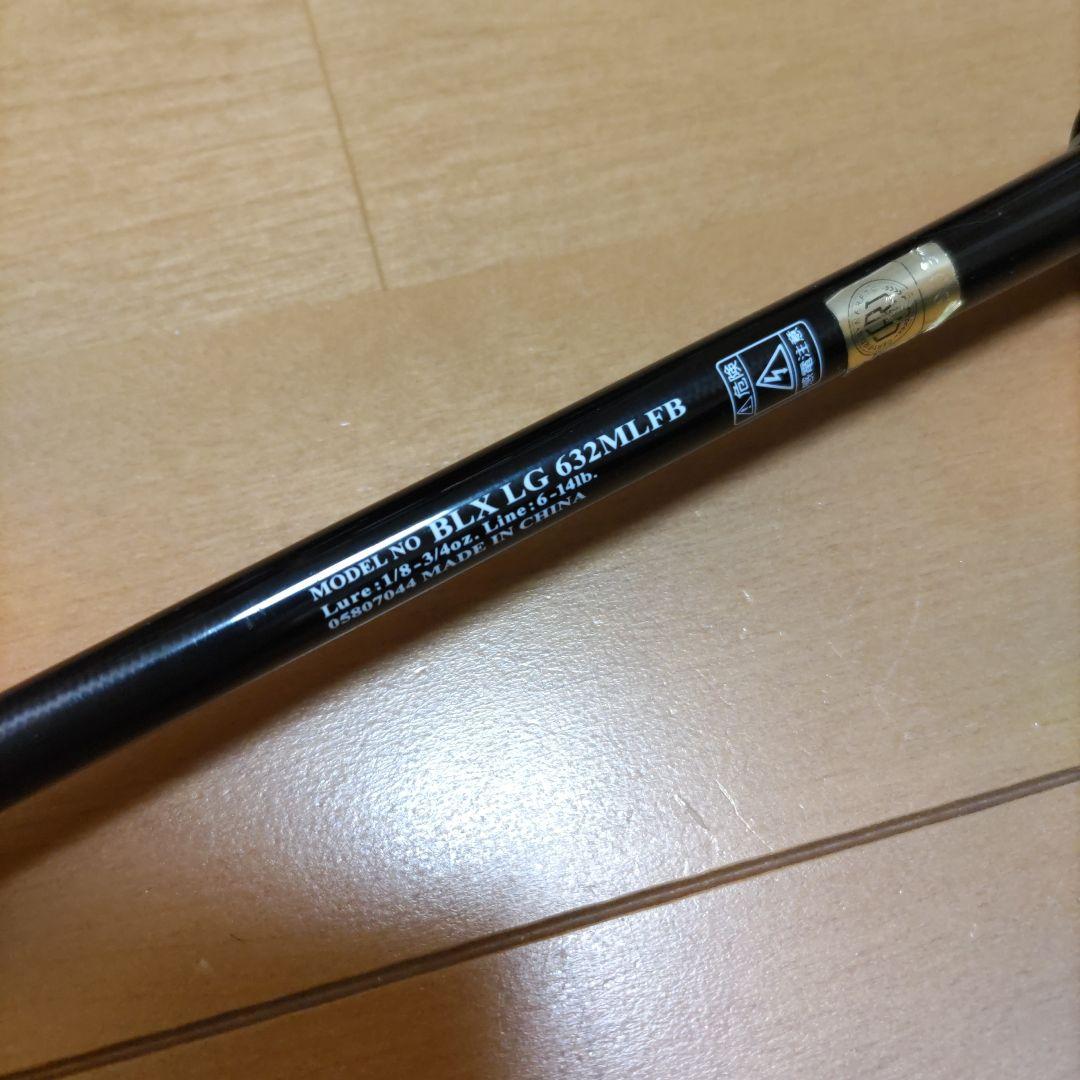 MODEL NO BLX LG 632MLFB
Lure:1/8-3/4oz. Line:6-14lb.
05807044 MADE IN CHINA
⚠危険
電注意